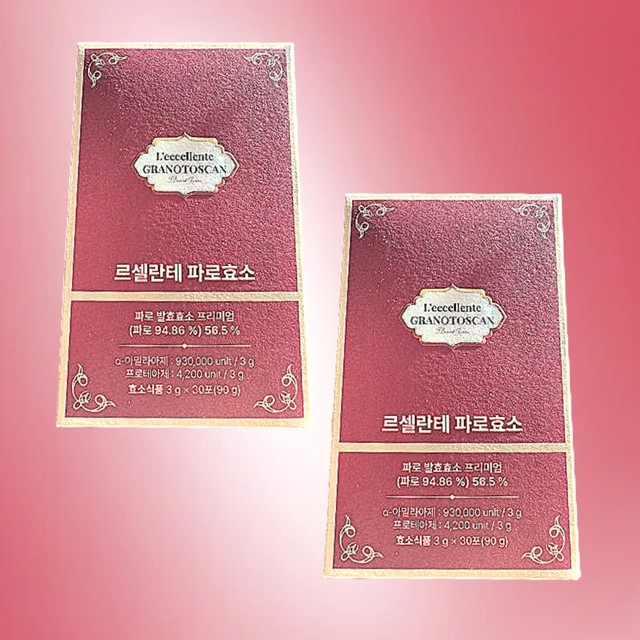 L'eccellente
GRANOTOSCAN
르셀란테 파로효소
파로 발효효소 프리미엄
(파로 94.86 %) 56.5 %
α-아밀라아제 : 930,000 unit / 3 g
프로테아제 : 4,200 unit / 3 g
효소식품 3 g × 30포(90 g)
L'eccellente
GRANOTOSCAN
르셀란테 파로효소
파로 발효효소 프리미엄
(파로 94.86 %) 56.5 %
α-아밀라아제 : 930,000 unit / 3 g
프로테아제 : 4,200 unit / 3 g
효소식품 3 g × 30포(90 g)